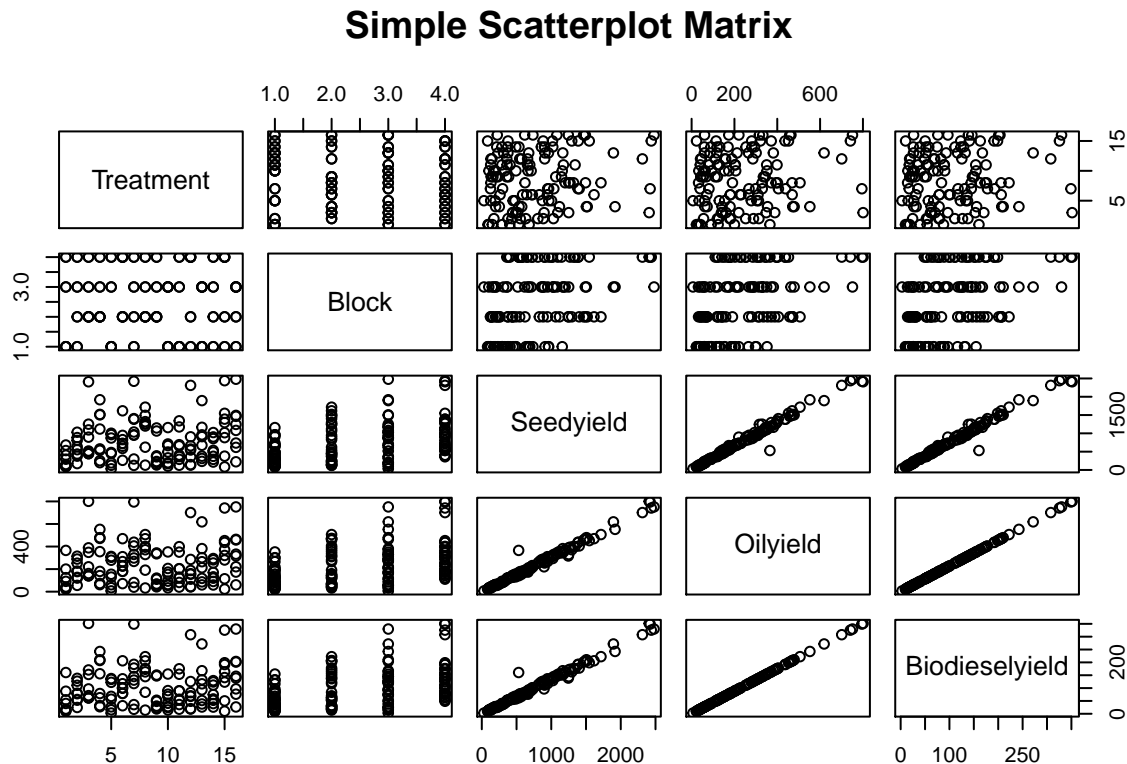 Simple Scatterplot Matrix
1.0 2.0 3.0 4.0
0 200 600
Treatment
5 15
1.0 3.0
Block
Seedyield
0 1500
0 400
Oilyield
Biodieselyield
0 200
5 10 15
0 1000 2000
0 100 250